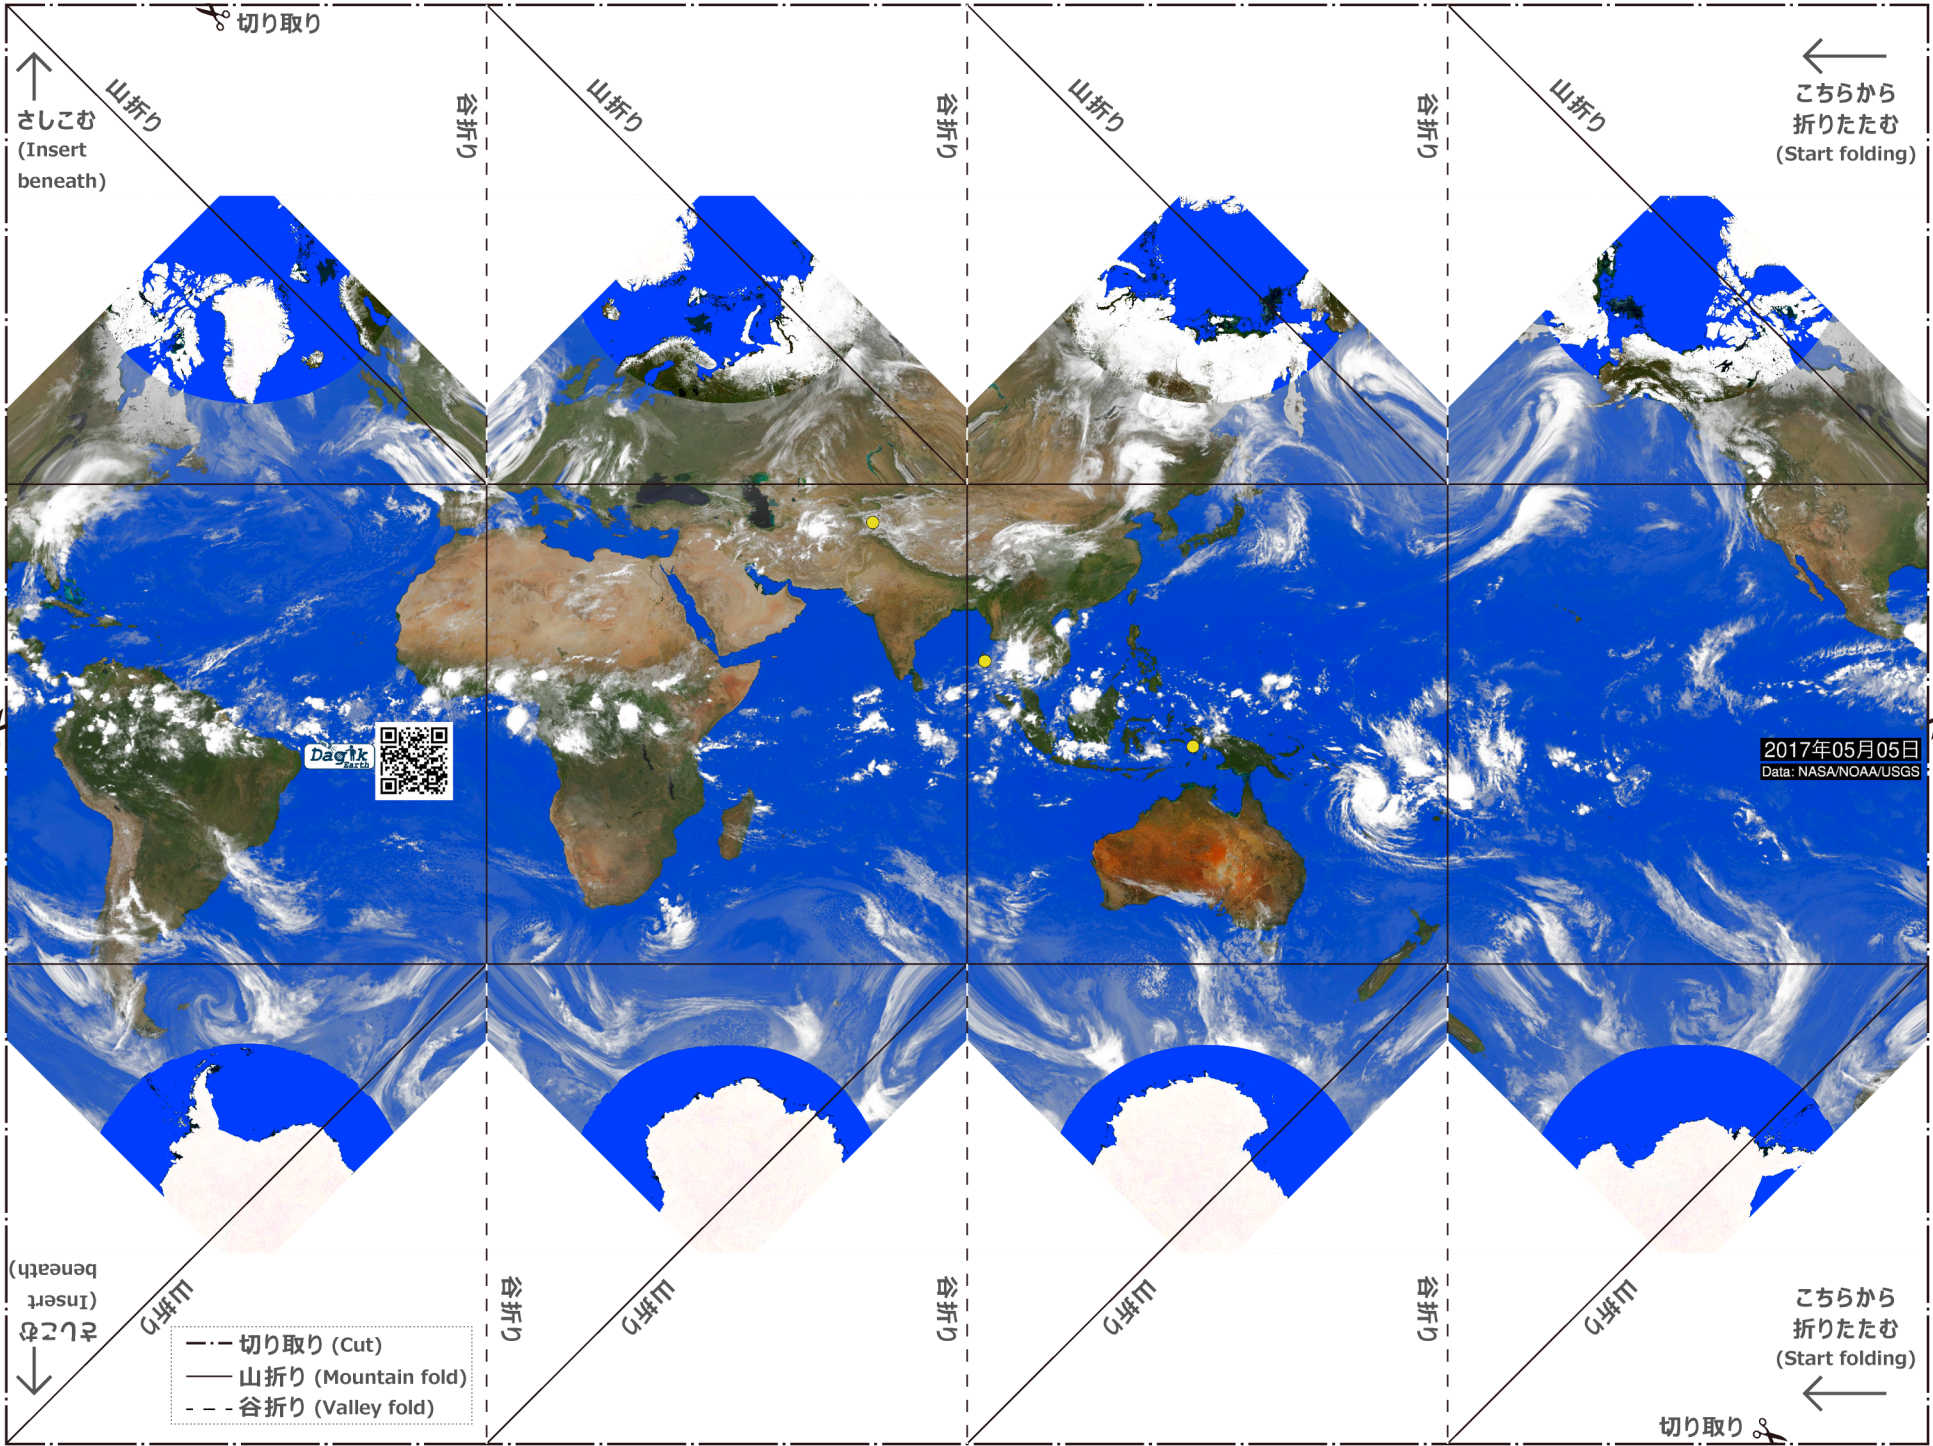 切り取り
山折り
谷折り
山折り
谷折り
山折り
谷折り
山折り
さしこむ
(Insert
beneath)
こちらから
折りたたむ
(Start folding)
Dagik
Earth
2017年05月05日
Data: NASA/NOAA/USGS
さしこむ
(Insert
beneath)
山折り
谷折り
山折り
谷折り
山折り
谷折り
山折り
こちらから
折りたたむ
(Start folding)
切り取り (Cut)
山折り (Mountain fold)
谷折り (Valley fold)
切り取り